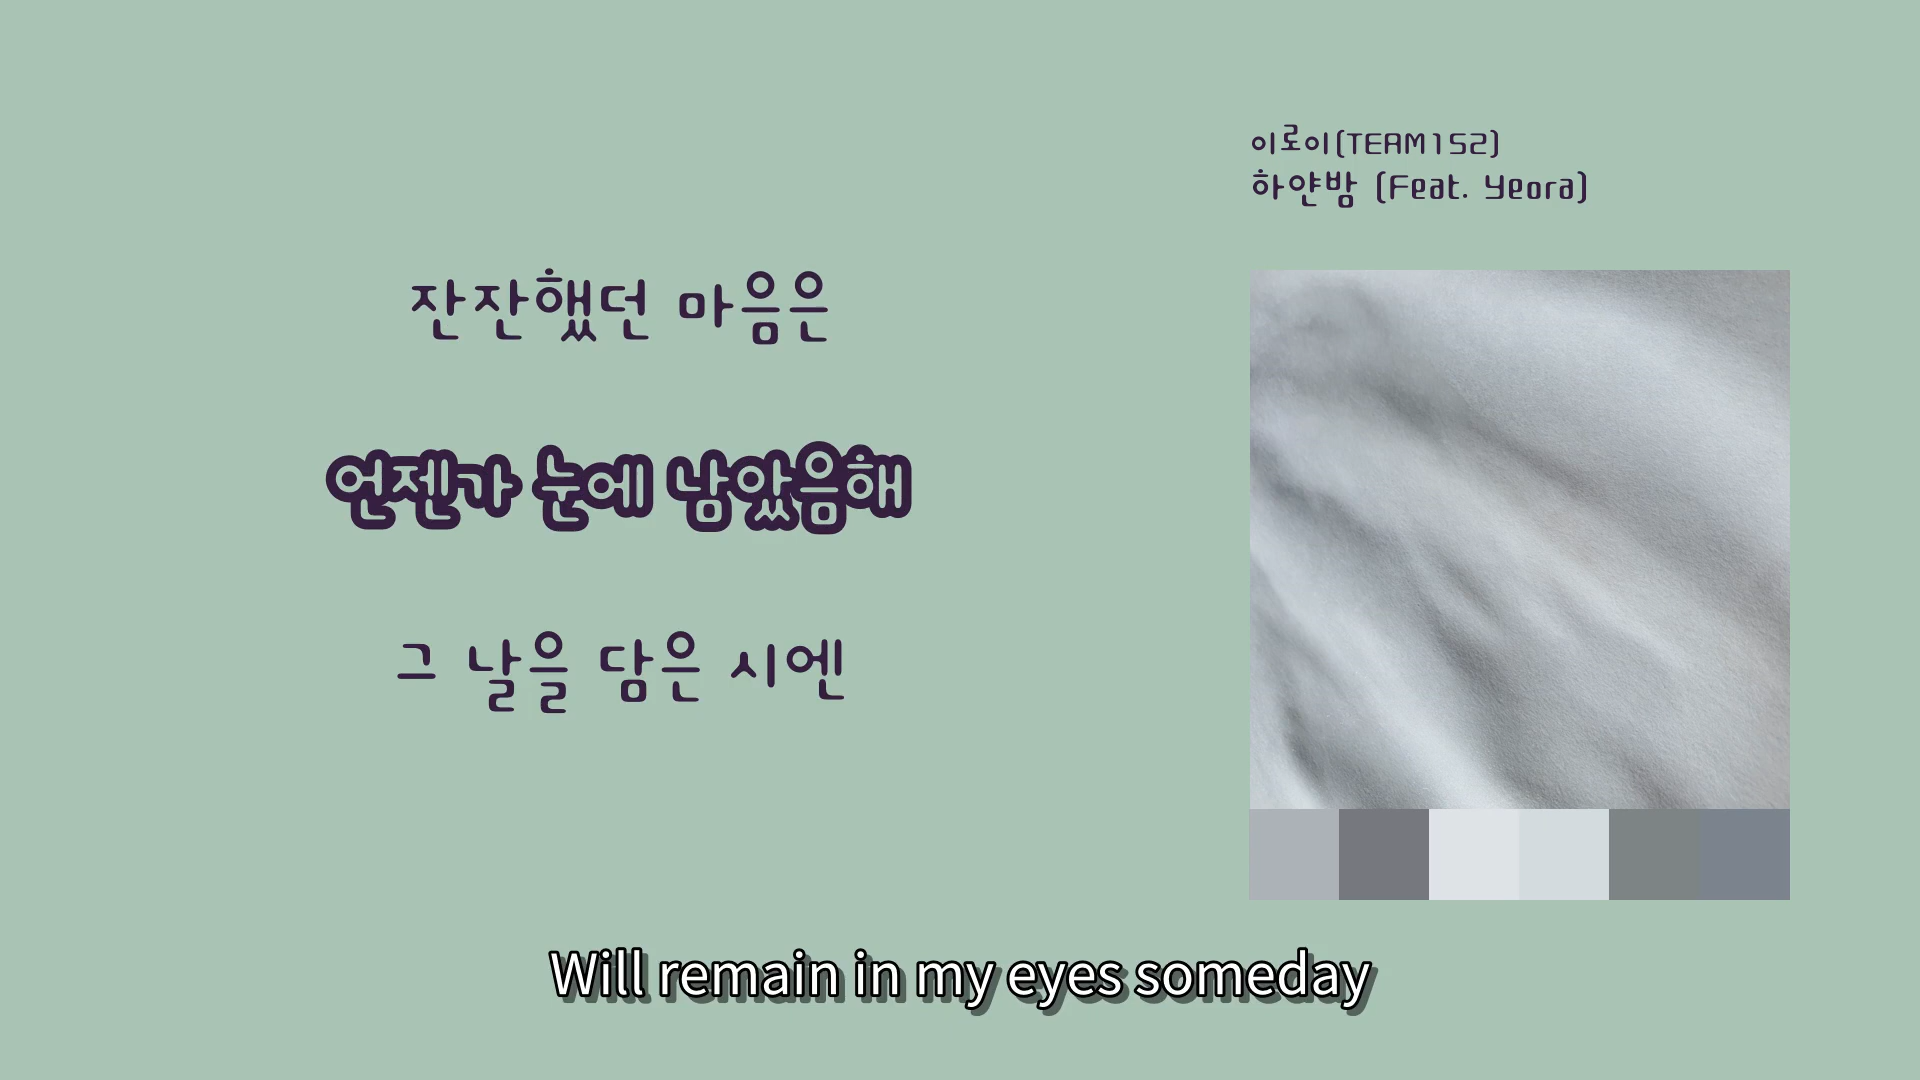 이로이(TEAM152)
하얀밤 (Feat. Yeora)
잔잔했던 마음은
언젠가 눈에 남았음해
그 날을 담은 시엔
Will remain in my eyes someday